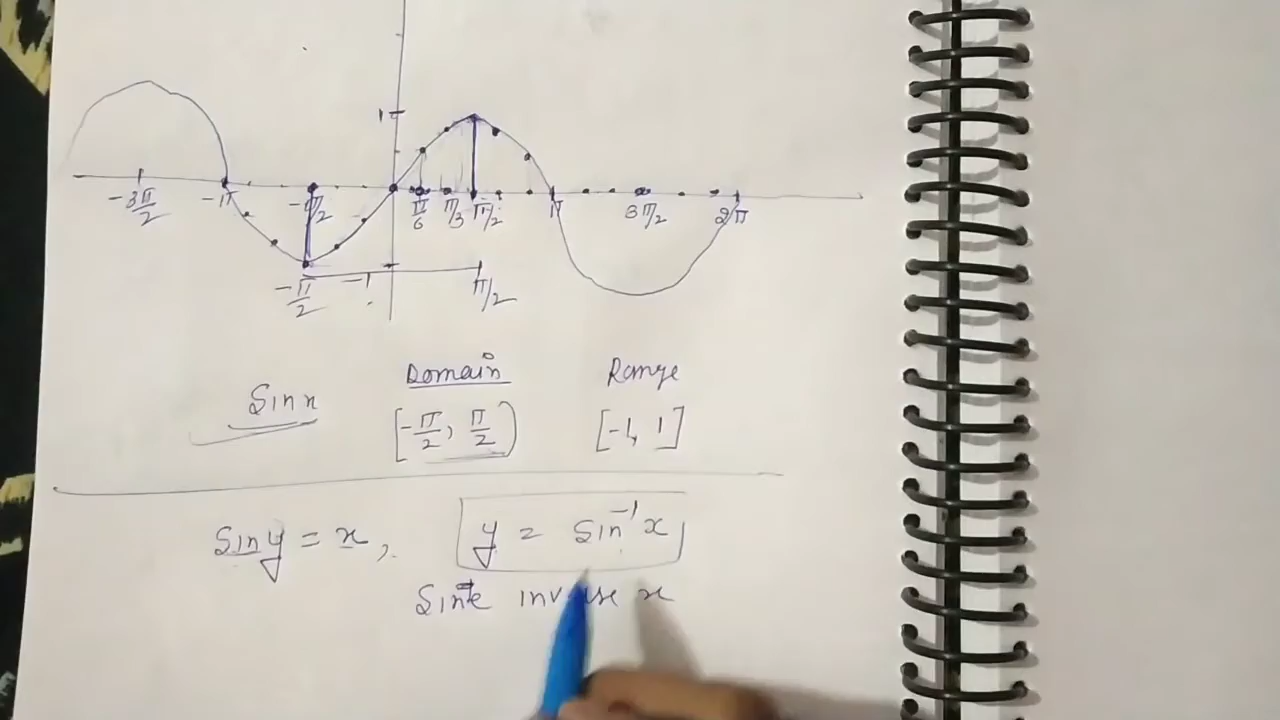 1
-3π/2 -π -π/2 π/6 π/3 π/2 π 3π/2 2π
-π/2 -1 π/2
Domain Range
Sin x [-π/2, π/2] [-1, 1]
Sin y = x, y = Sin⁻¹ x
Sine inverse x